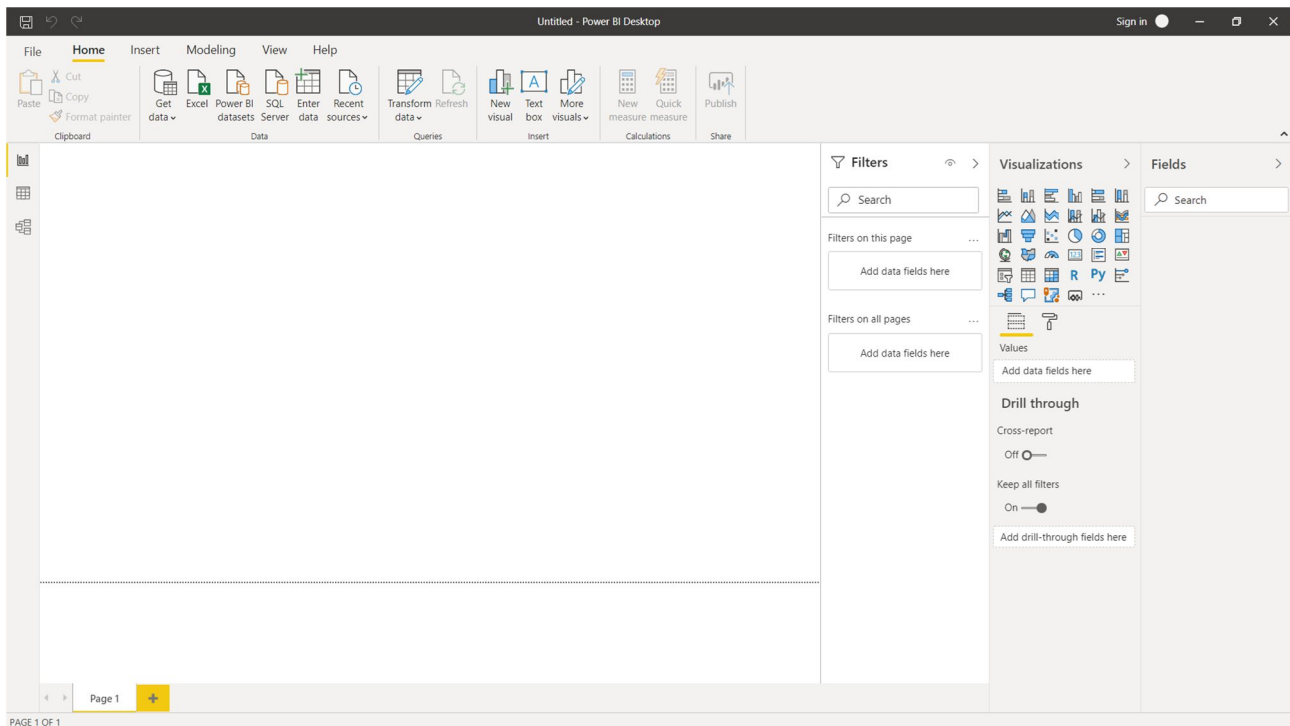 Untitled - Power BI Desktop
Sign in
File Home Insert Modeling View Help
Paste
Cut
Copy
Format painter
Clipboard
Get data
Excel
Power BI datasets
SQL Server
Enter data
Recent sources
Data
Transform data
Refresh
Queries
New visual
Text box
More visuals
Insert
New measure
Quick measure
Calculations
Publish
Share
Filters
Search
Filters on this page
...
Add data fields here
Filters on all pages
...
Add data fields here
Visualizations
123
R Py
...
Values
Add data fields here
Drill through
Cross-report
Off
Keep all filters
On
Add drill-through fields here
Fields
Search
Page 1
PAGE 1 OF 1